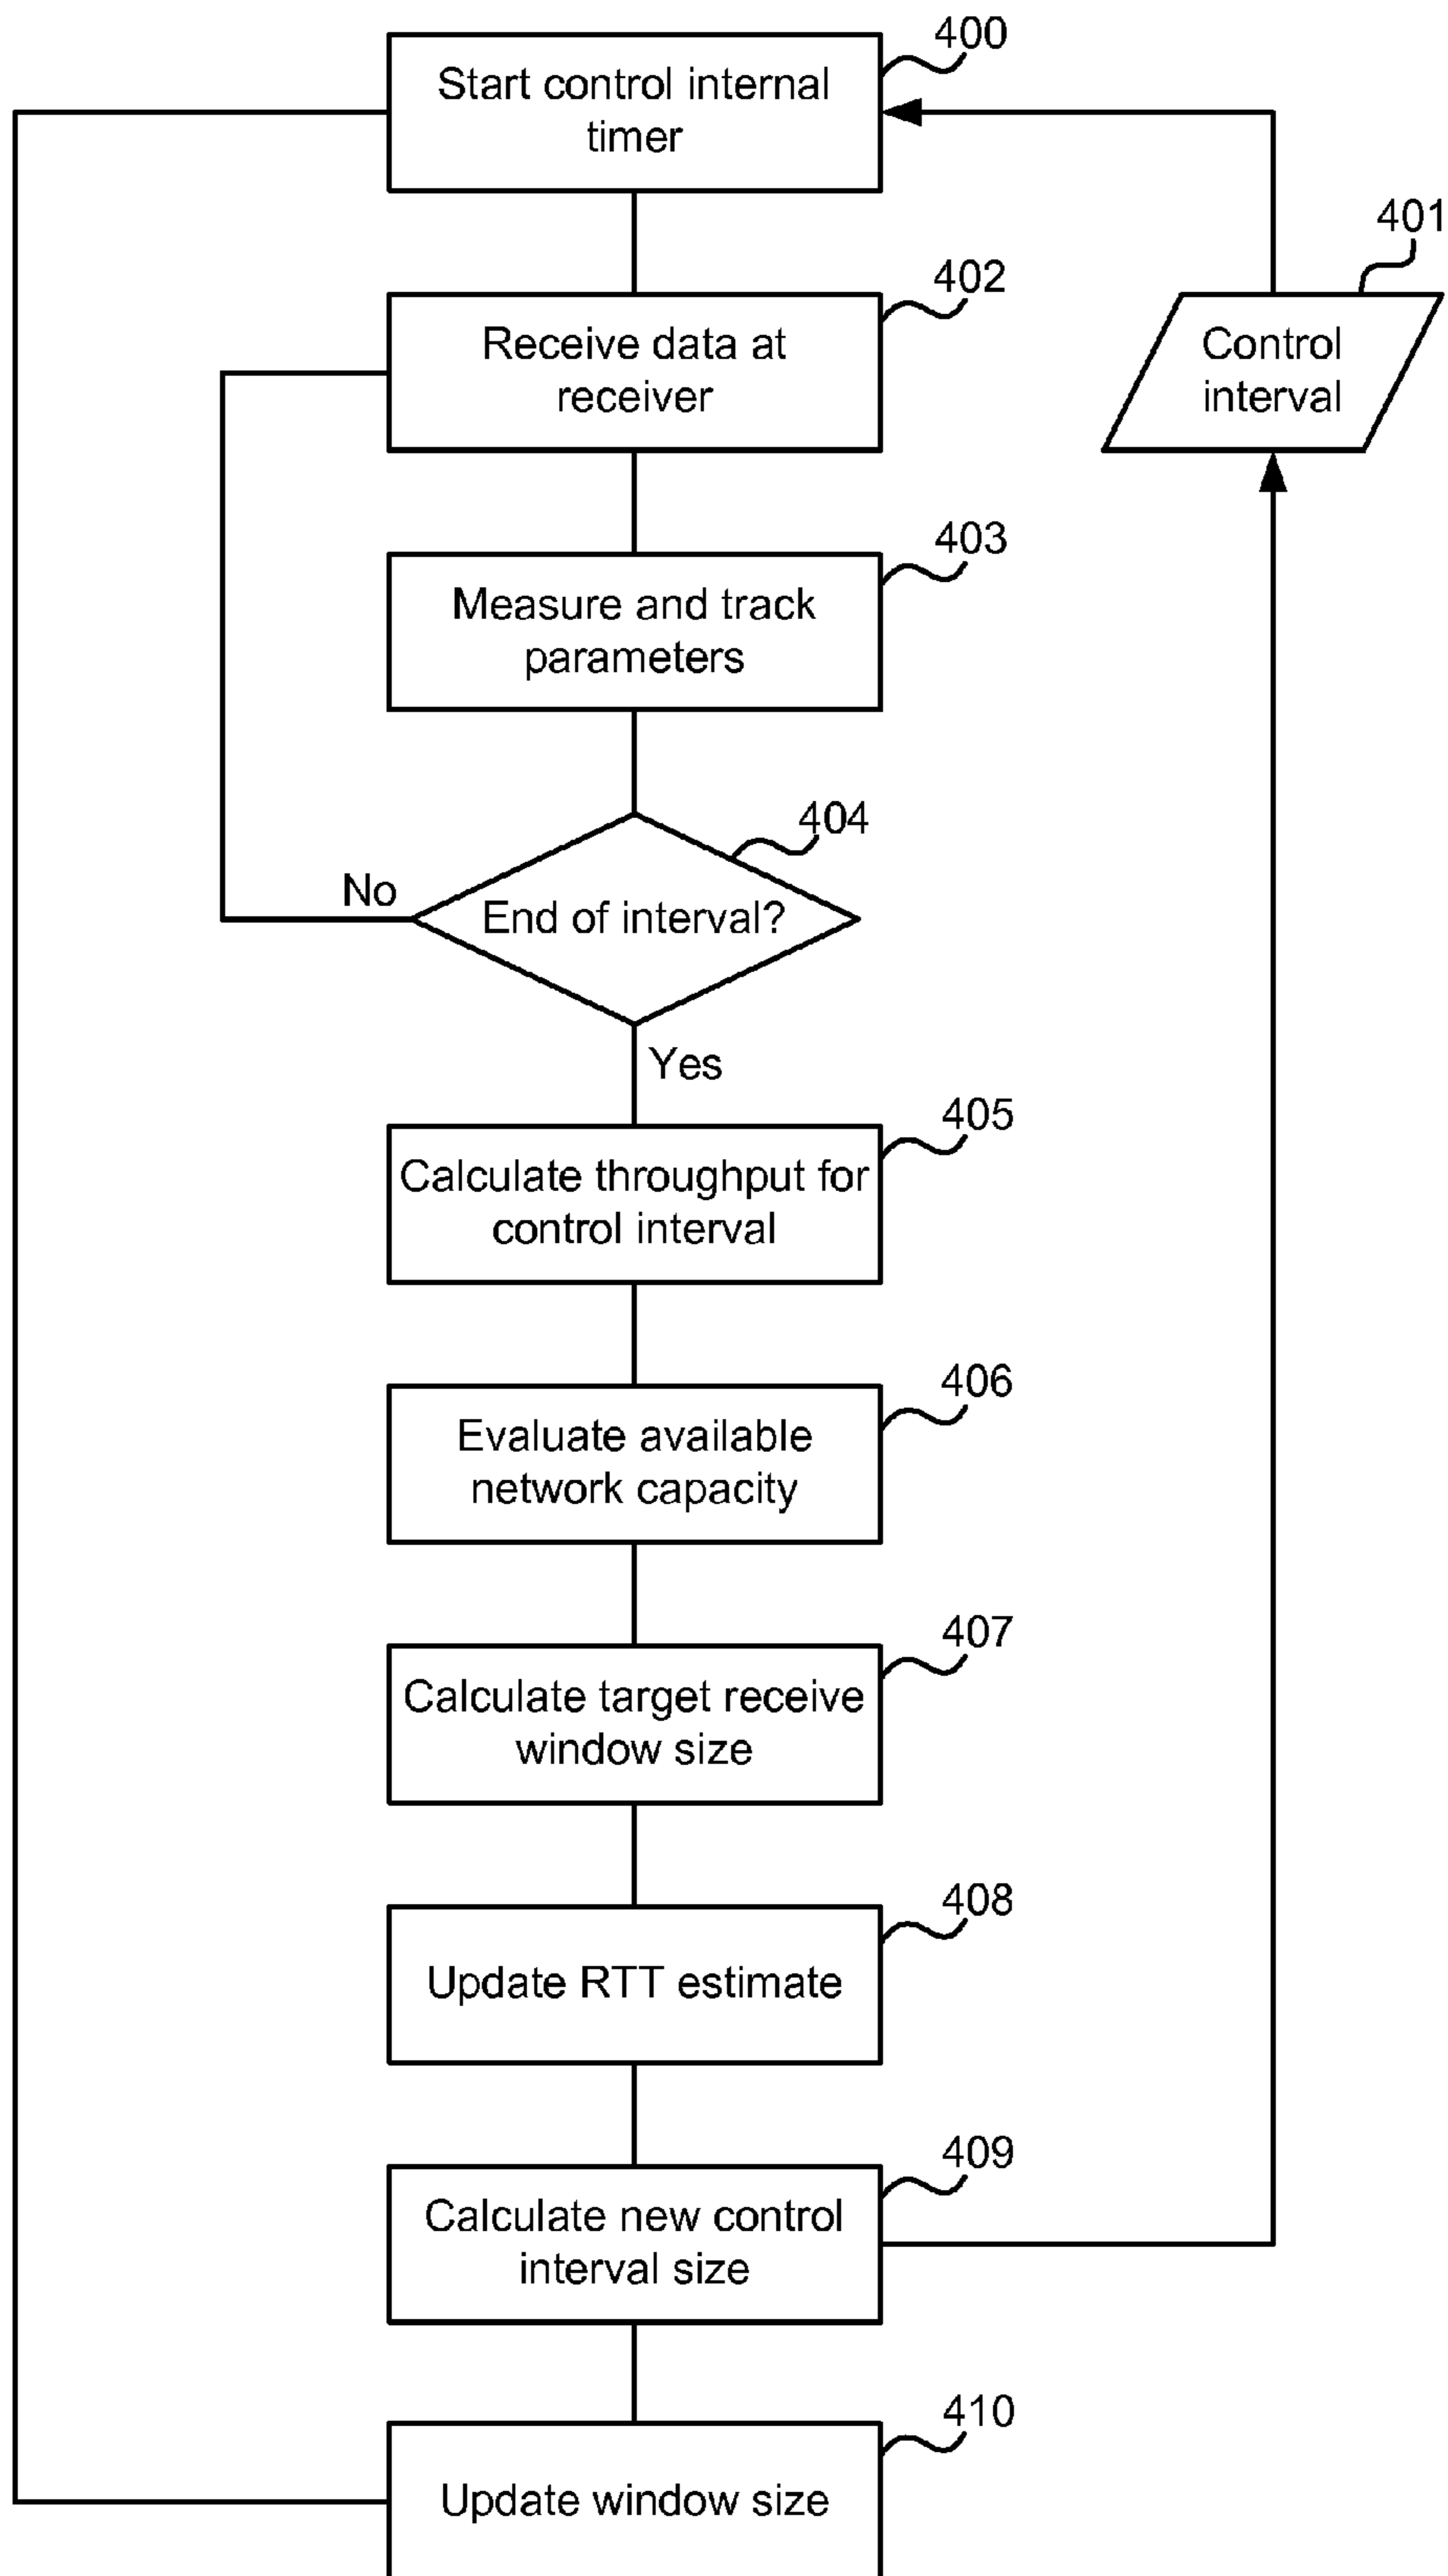 400
Start control internal
timer
401
Control
interval
402
Receive data at
receiver
403
Measure and track
parameters
404
End of interval?
No
Yes
405
Calculate throughput for
control interval
406
Evaluate available
network capacity
407
Calculate target receive
window size
408
Update RTT estimate
409
Calculate new control
interval size
410
Update window size